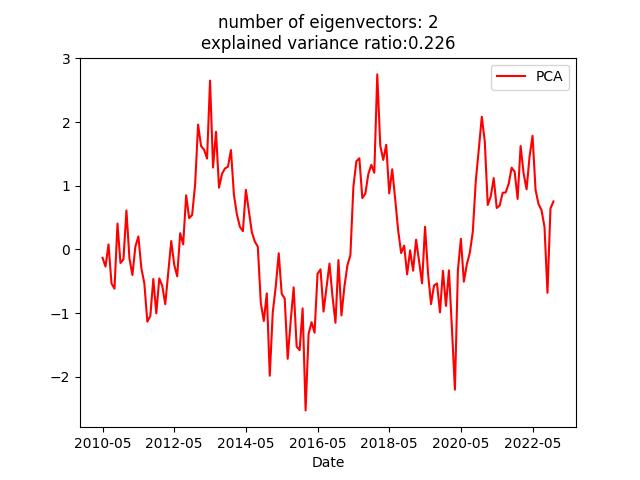 number of eigenvectors: 2
explained variance ratio:0.226
PCA
3
2
1
0
−1
−2
2010-05 2012-05 2014-05 2016-05 2018-05 2020-05 2022-05
Date